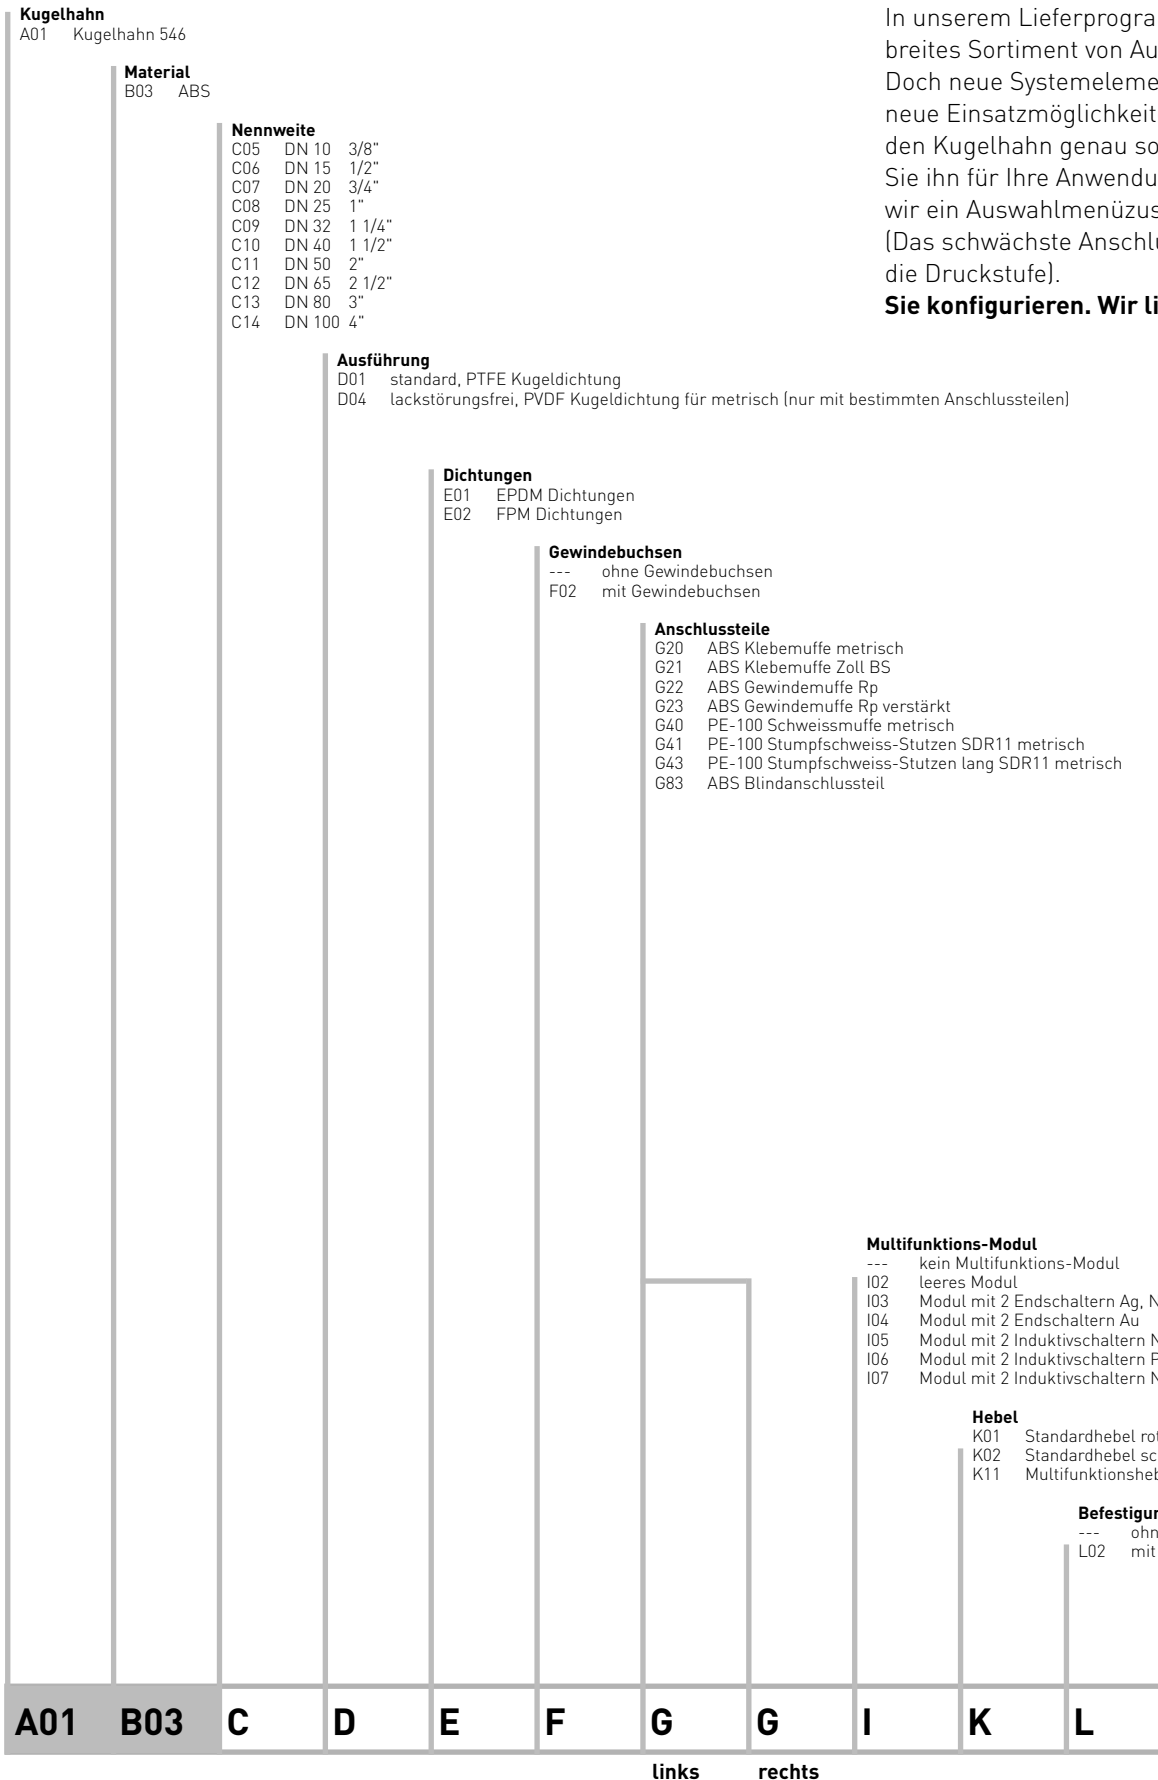 Kugelhahn
A01 Kugelhahn 546
Material
B03 ABS
Nennweite
C05 DN 10 3/8"
C06 DN 15 1/2"
C07 DN 20 3/4"
C08 DN 25 1"
C09 DN 32 1 1/4"
C10 DN 40 1 1/2"
C11 DN 50 2"
C12 DN 65 2 1/2"
C13 DN 80 3"
C14 DN 100 4"
In unserem Lieferprogra
breites Sortiment von Au
Doch neue Systemeleme
neue Einsatzmöglichkeit
den Kugelhahn genau so
Sie ihn für Ihre Anwendu
wir ein Auswahlmenüzus
(Das schwächste Anschlu
die Druckstufe).
Sie konfigurieren. Wir li
Ausführung
D01 standard, PTFE Kugeldichtung
D04 lackstörungsfrei, PVDF Kugeldichtung für metrisch (nur mit bestimmten Anschlussteilen)
Dichtungen
E01 EPDM Dichtungen
E02 FPM Dichtungen
Gewindebuchsen
--- ohne Gewindebuchsen
F02 mit Gewindebuchsen
Anschlussteile
G20 ABS Klebemuffe metrisch
G21 ABS Klebemuffe Zoll BS
G22 ABS Gewindemuffe Rp
G23 ABS Gewindemuffe Rp verstärkt
G40 PE-100 Schweissmuffe metrisch
G41 PE-100 Stumpfschweiss-Stutzen SDR11 metrisch
G43 PE-100 Stumpfschweiss-Stutzen lang SDR11 metrisch
G83 ABS Blindanschlussteil
Multifunktions-Modul
--- kein Multifunktions-Modul
I02 leeres Modul
I03 Modul mit 2 Endschaltern Ag, N
I04 Modul mit 2 Endschaltern Au
I05 Modul mit 2 Induktivschaltern N
I06 Modul mit 2 Induktivschaltern P
I07 Modul mit 2 Induktivschaltern N
Hebel
K01 Standardhebel rot
K02 Standardhebel sc
K11 Multifunktionsheb
Befestigun
--- ohn
L02 mit
A01 B03 C D E F G G I K L
links rechts